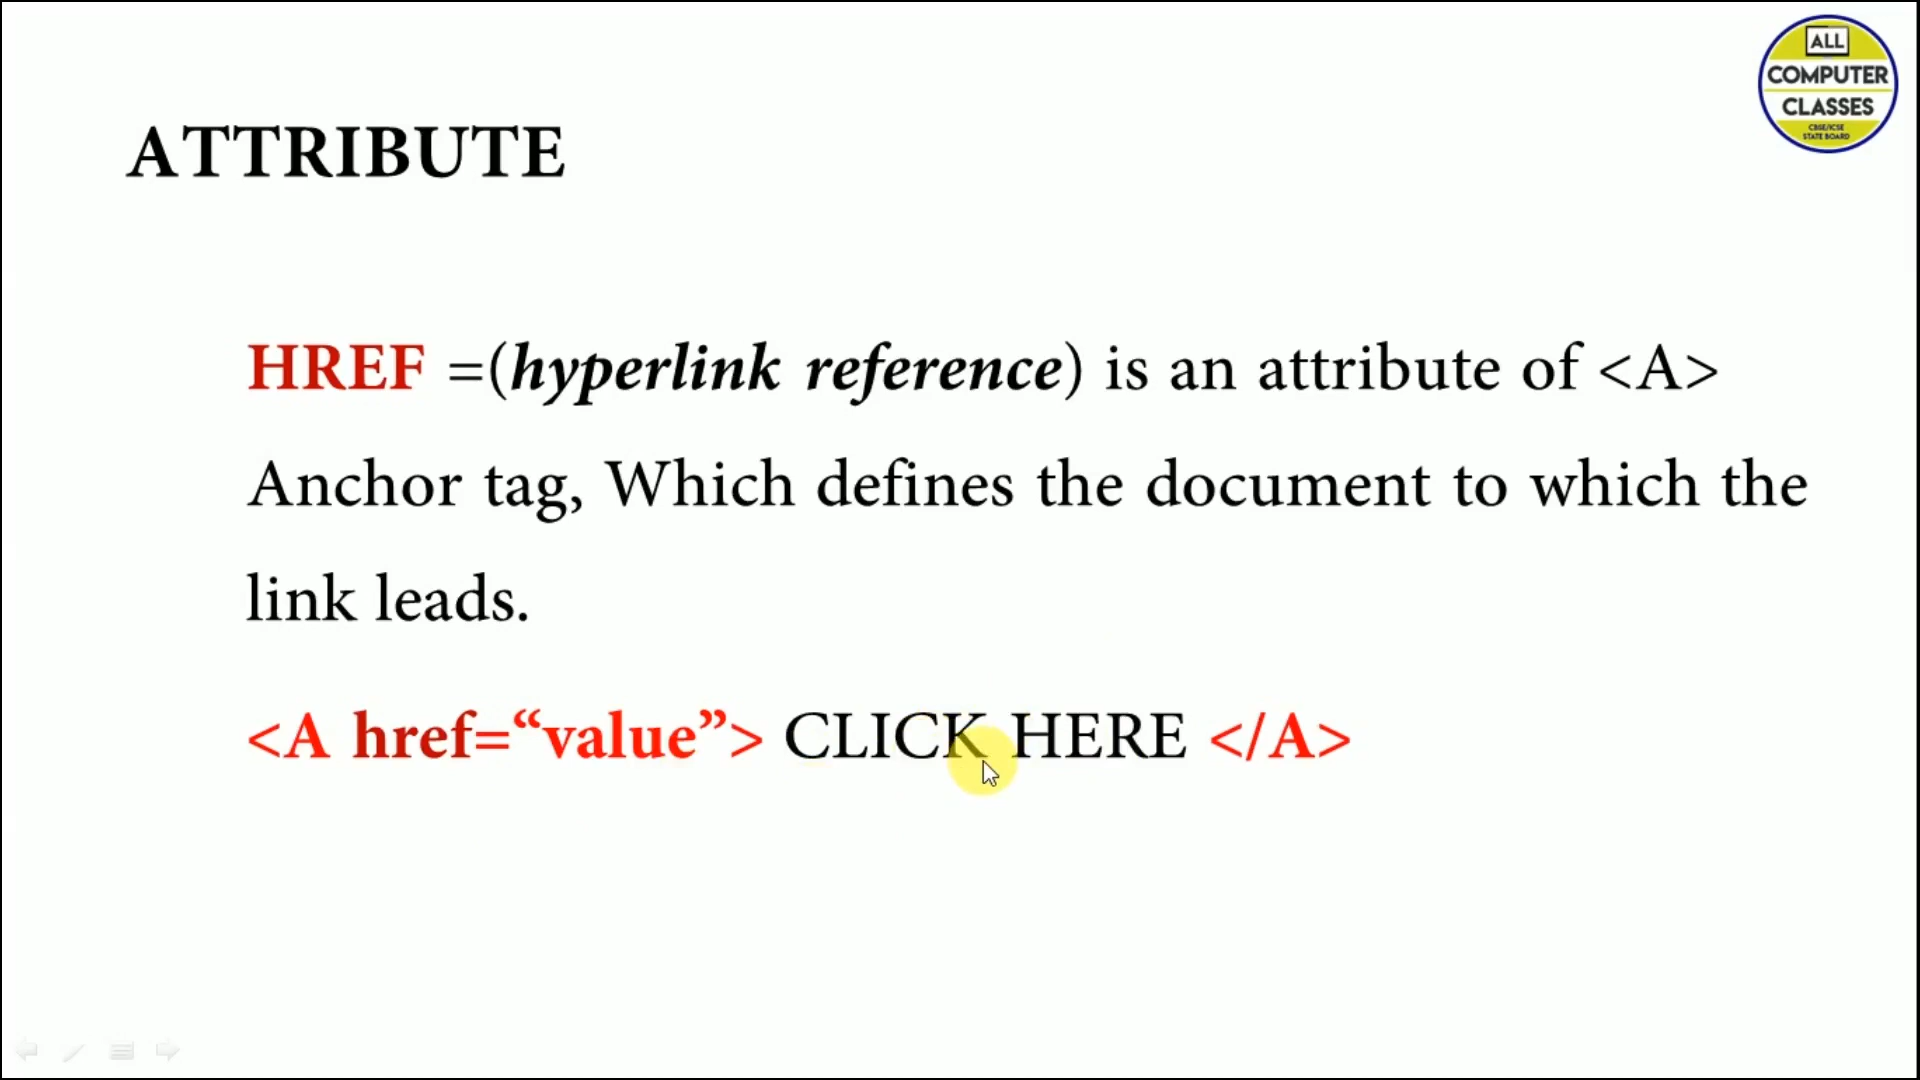 ALL
COMPUTER
CLASSES
CBSE/ICSE
STATE BOARD
ATTRIBUTE
HREF =(hyperlink reference) is an attribute of <A>
Anchor tag, Which defines the document to which the
link leads.
<A href=“value”> CLICK HERE </A>